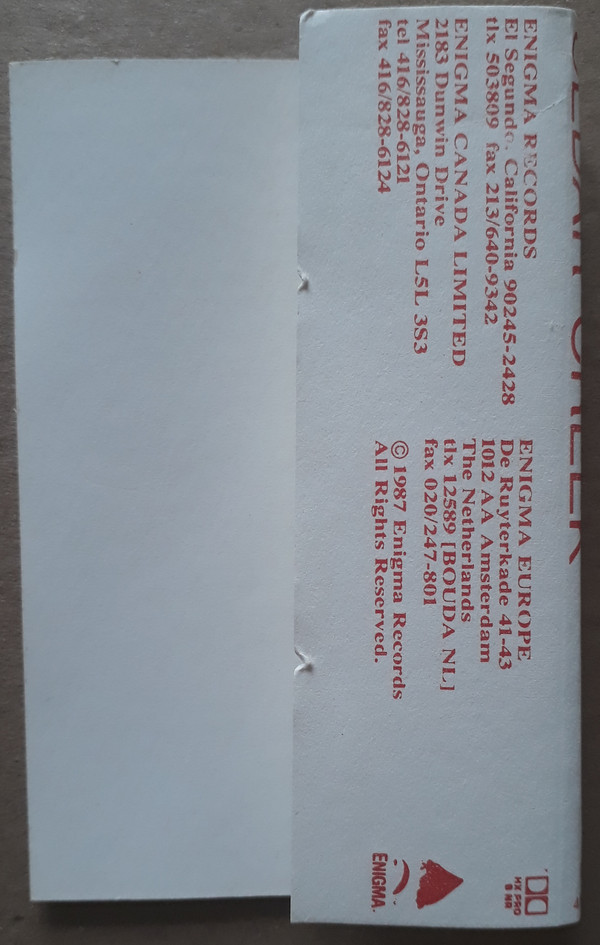 ENIGMA RECORDS
El Segundo, California 90245-2428
tlx 503809 fax 213/640-9342
ENIGMA CANADA LIMITED
2183 Dunwin Drive
Mississauga, Ontario L5L 3S3
tel 416/828-6121
fax 416/828-6124
ENIGMA EUROPE
De Ruyterkade 41-43
1012 AA Amsterdam
The Netherlands
tlx 12589 [BOUDA NL]
fax 020/247-801
© 1987 Enigma Records
All Rights Reserved.
HX PRO
B NR
ENIGMA.